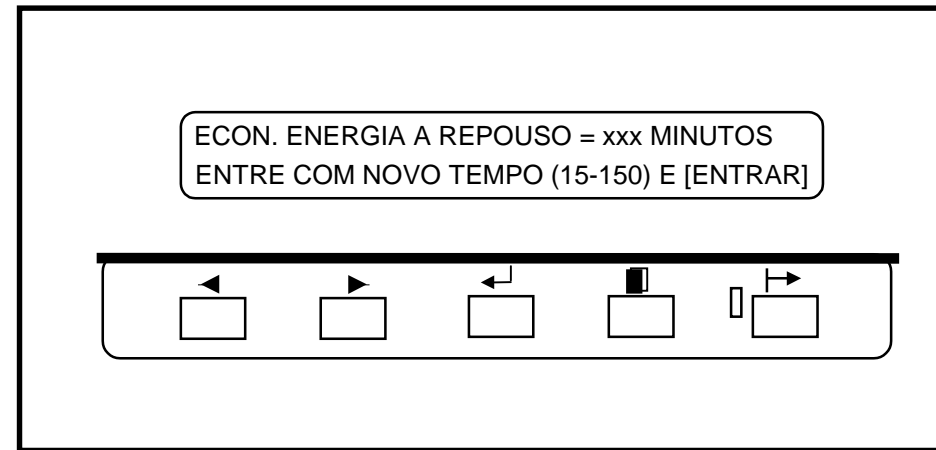 ECON. ENERGIA A REPOUSO = xxx MINUTOS
ENTRE COM NOVO TEMPO (15-150) E [ENTRAR]